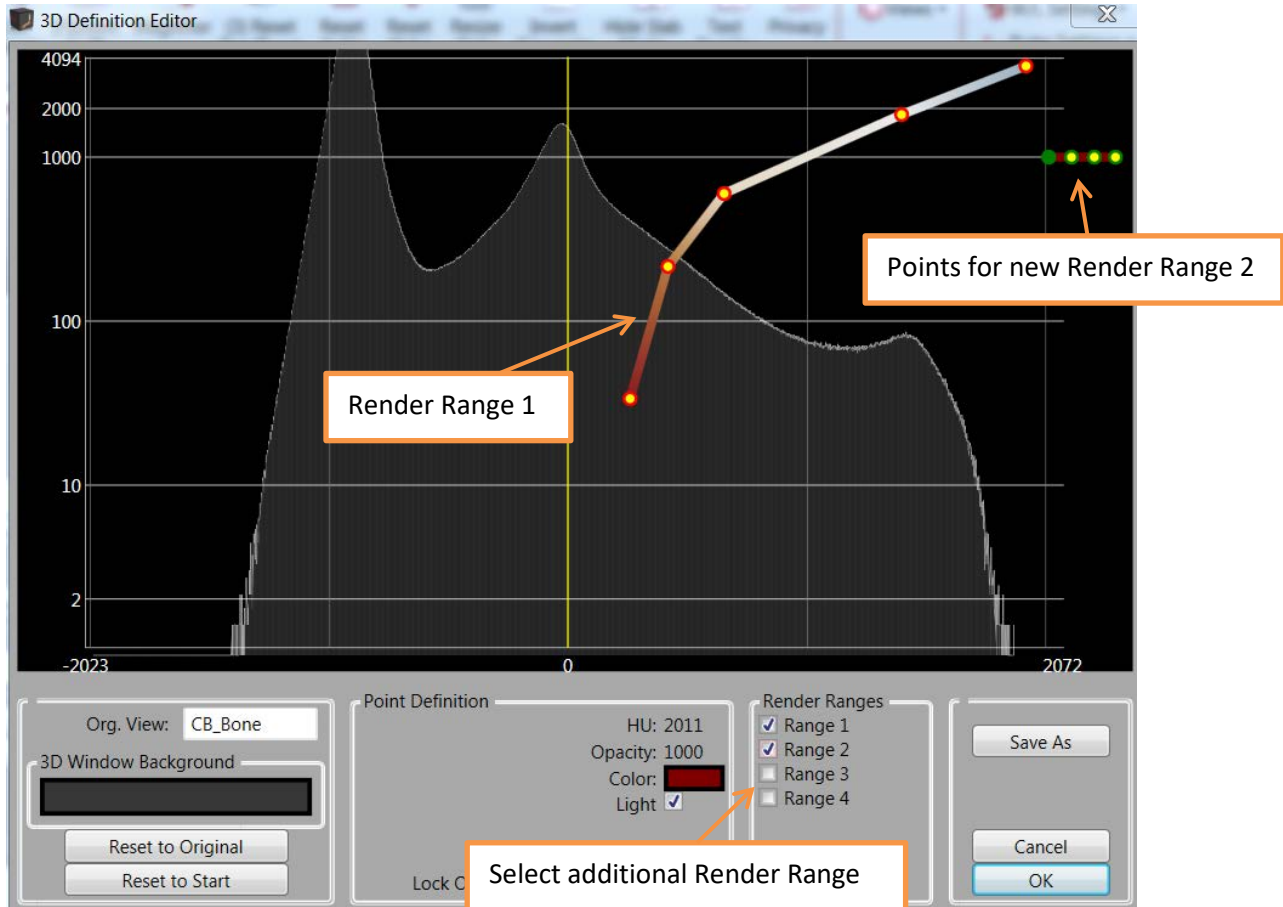 3D Definition Editor
4094
2000
1000
100
10
2
-2023
0
2072
Points for new Render Range 2
Render Range 1
Org. View: CB_Bone
3D Window Background
Reset to Original
Reset to Start
Point Definition
HU: 2011
Opacity: 1000
Color:
Light
Lock O
Render Ranges
Range 1
Range 2
Range 3
Range 4
Select additional Render Range
Save As
Cancel
OK